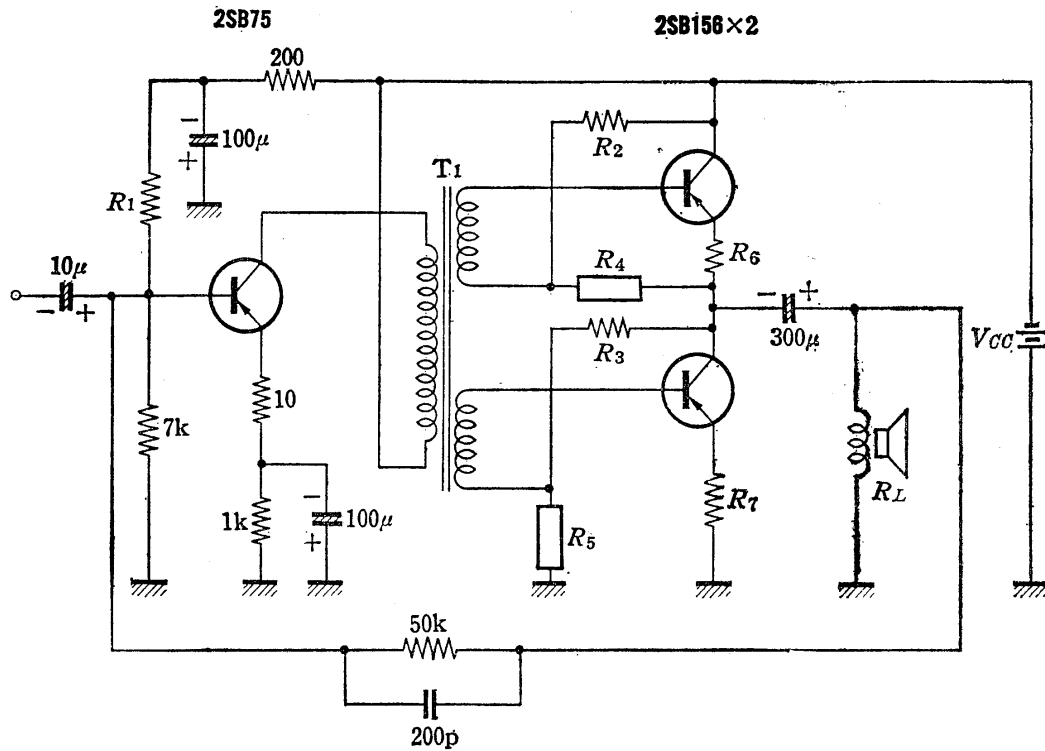 2SB75
2SB156×2
200
− 100μ
+
R1
T1
R2
R6
R4
10μ
− +
− +
300μ
R3
VCC
10
7k
RL
R7
1k
− 100μ
+
R5
50k
200p